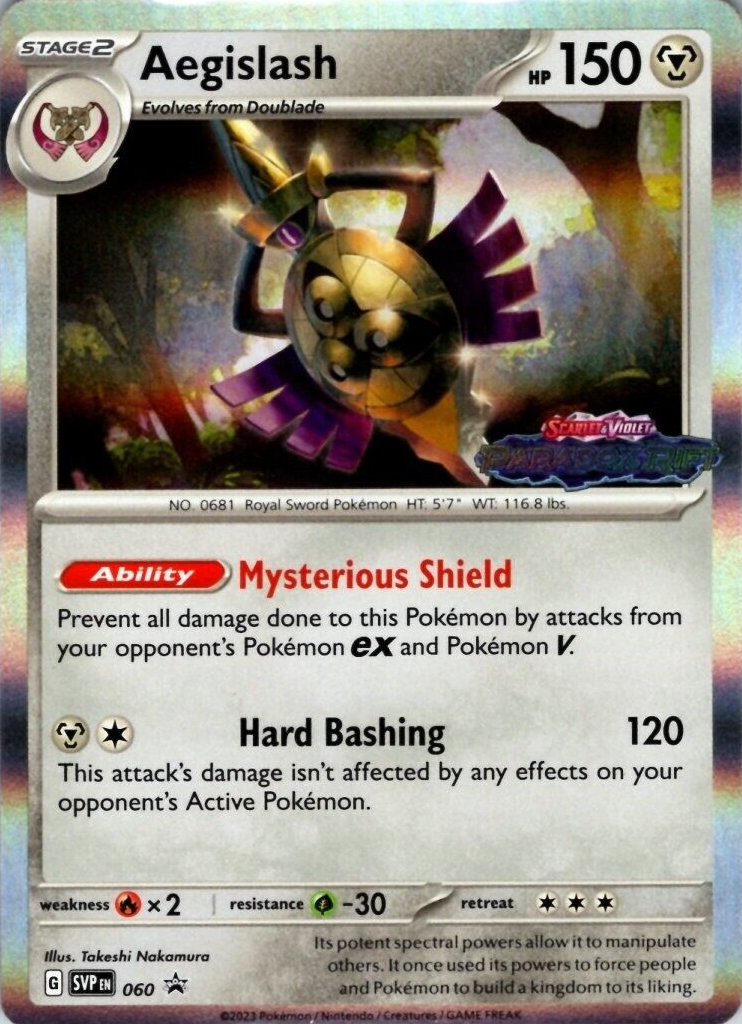 STAGE2
Aegislash
HP 150
Evolves from Doublade
SCARLET & VIOLET
PARADOX RIFT
NO. 0681 Royal Sword Pokémon HT: 5'7" WT: 116.8 lbs.
Ability Mysterious Shield
Prevent all damage done to this Pokémon by attacks from
your opponent's Pokémon ex and Pokémon V.
Hard Bashing 120
This attack's damage isn't affected by any effects on your
opponent's Active Pokémon.
weakness ×2 resistance -30 retreat
Illus. Takeshi Nakamura
G SVP EN 060
Its potent spectral powers allow it to manipulate
others. It once used its powers to force people
and Pokémon to build a kingdom to its liking.
©2023 Pokémon / Nintendo / Creatures / GAME FREAK